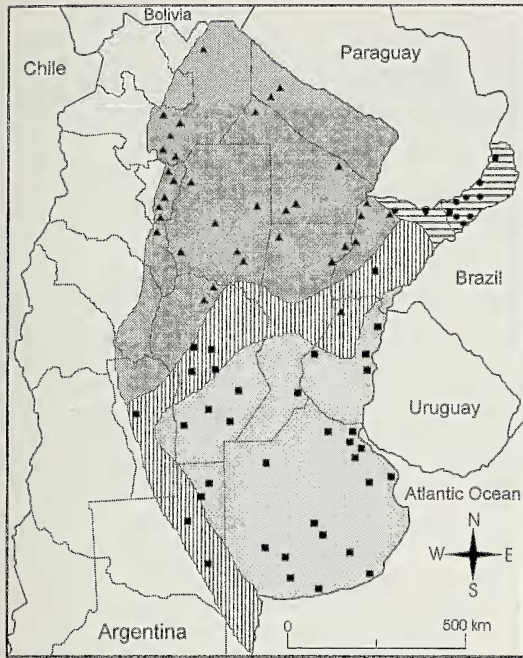 Bolivia
Paraguay
Chile
Brazil
Uruguay
Atlantic Ocean
N
W E
S
Argentina
0 500 km